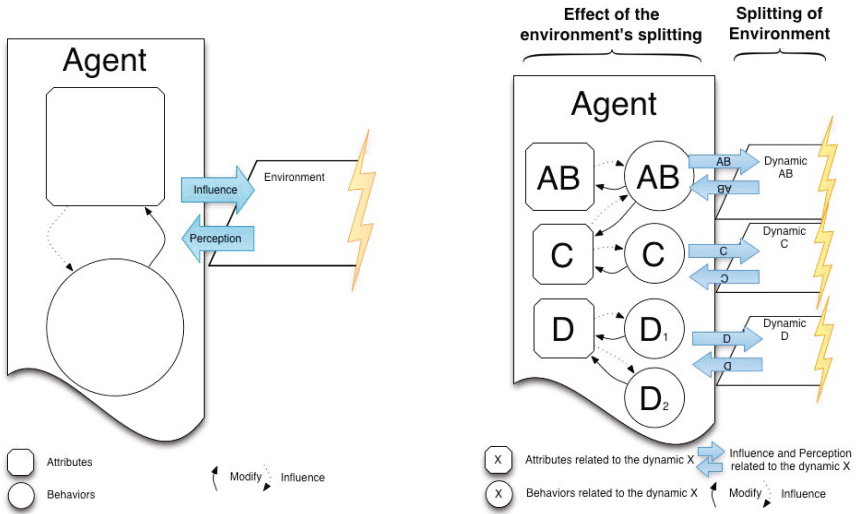 Agent
Influence
Environment
Perception
Attributes
Behaviors
Modify
Influence
Effect of the
environment's splitting
Splitting of
Environment
Agent
AB
AB
AB
AB
Dynamic
AB
C
C
C
C
Dynamic
C
D
D1
D2
D
D
Dynamic
D
X
Attributes related to the dynamic X
X
Behaviors related to the dynamic X
Influence and Perception
related to the dynamic X
Modify
Influence